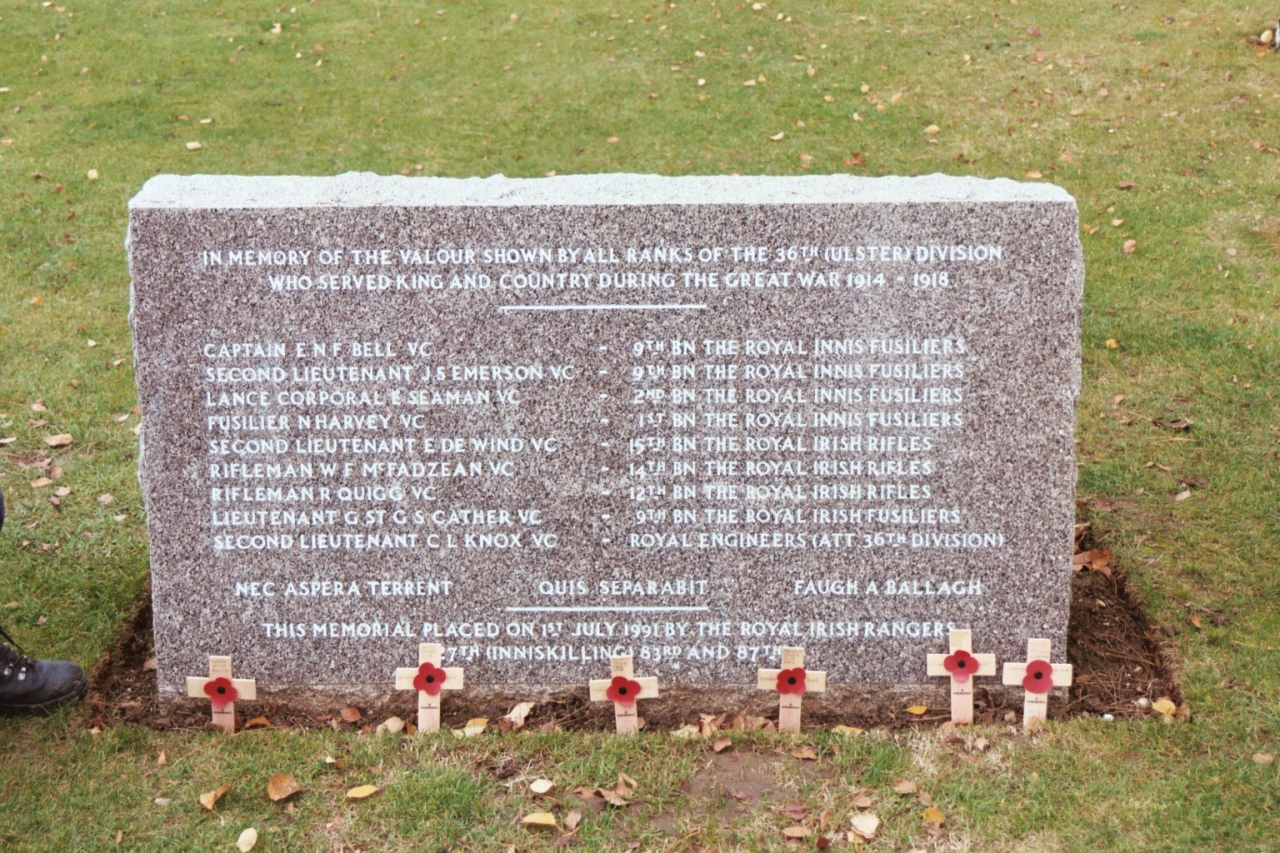 IN MEMORY OF THE VALOUR SHOWN BY ALL RANKS OF THE 36TH (ULSTER) DIVISION
WHO SERVED KING AND COUNTRY DURING THE GREAT WAR 1914 - 1918
CAPTAIN E N F BELL VC - 9TH BN THE ROYAL INNIS FUSILIERS
SECOND LIEUTENANT J S EMERSON VC - 9TH BN THE ROYAL INNIS FUSILIERS
LANCE CORPORAL E SEAMAN VC - 2ND BN THE ROYAL INNIS FUSILIERS
FUSILIER N HARVEY VC - 1ST BN THE ROYAL INNIS FUSILIERS
SECOND LIEUTENANT E DE WIND VC - 15TH BN THE ROYAL IRISH RIFLES
RIFLEMAN W F McFADZEAN VC - 14TH BN THE ROYAL IRISH RIFLES
RIFLEMAN R QUIGG VC - 12TH BN THE ROYAL IRISH RIFLES
LIEUTENANT G ST G S CATHER VC - 9TH BN THE ROYAL IRISH FUSILIERS
SECOND LIEUTENANT C L KNOX VC - ROYAL ENGINEERS (ATT 36TH DIVISION)
NEC ASPERA TERRENT QUIS SEPARABIT FAUGH A BALLAGH
THIS MEMORIAL PLACED ON 1ST JULY 1991 BY THE ROYAL IRISH RANGERS
27TH (INNISKILLING) 83RD AND 87TH